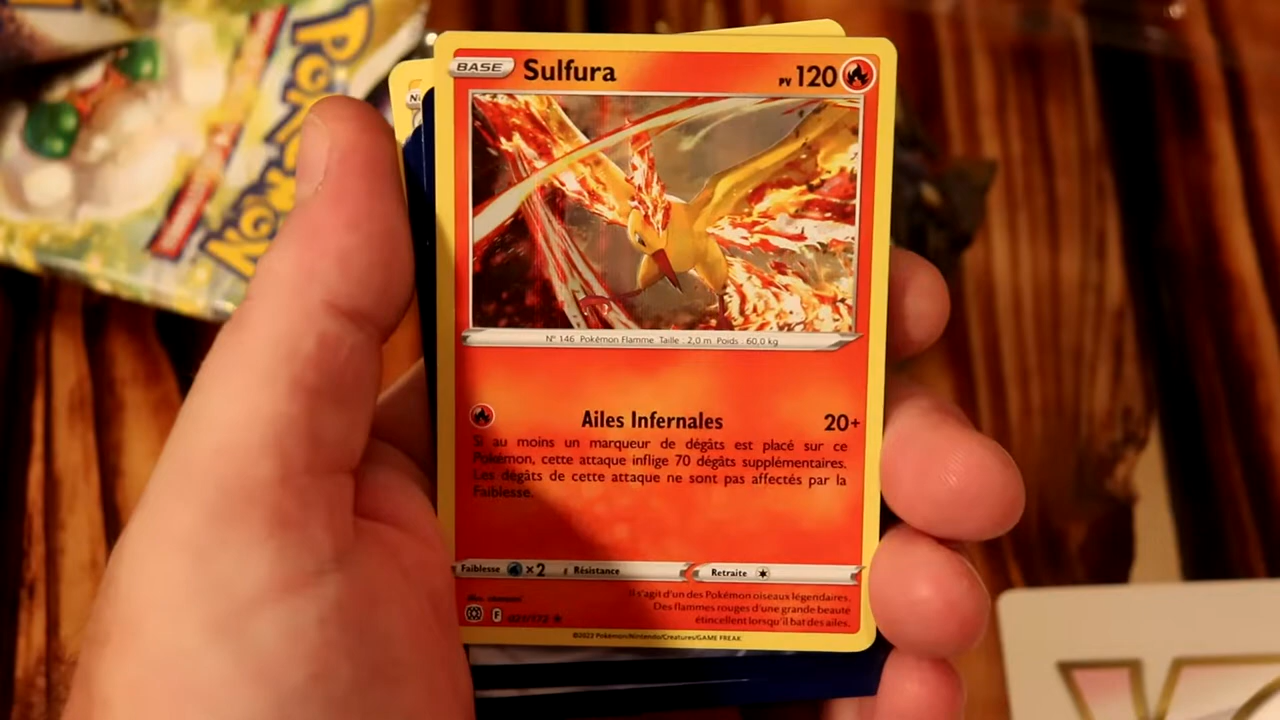 POKéMON
POKéMON
BASE Sulfura PV 120
N° 146 Pokémon Flamme Taille : 2,0 m Poids : 60,0 kg
Ailes Infernales 20+
Si au moins un marqueur de dégâts est placé sur ce
Pokémon, cette attaque inflige 70 dégâts supplémentaires.
Les dégâts de cette attaque ne sont pas affectés par la
Faiblesse.
Faiblesse ×2 Résistance Retraite
Il s'agit d'un des Pokémon oiseaux légendaires.
Des flammes rouges d'une grande beauté
étincellent lorsqu'il bat des ailes.
F 021/172
©2022 Pokémon/Nintendo/Creatures/GAME FREAK